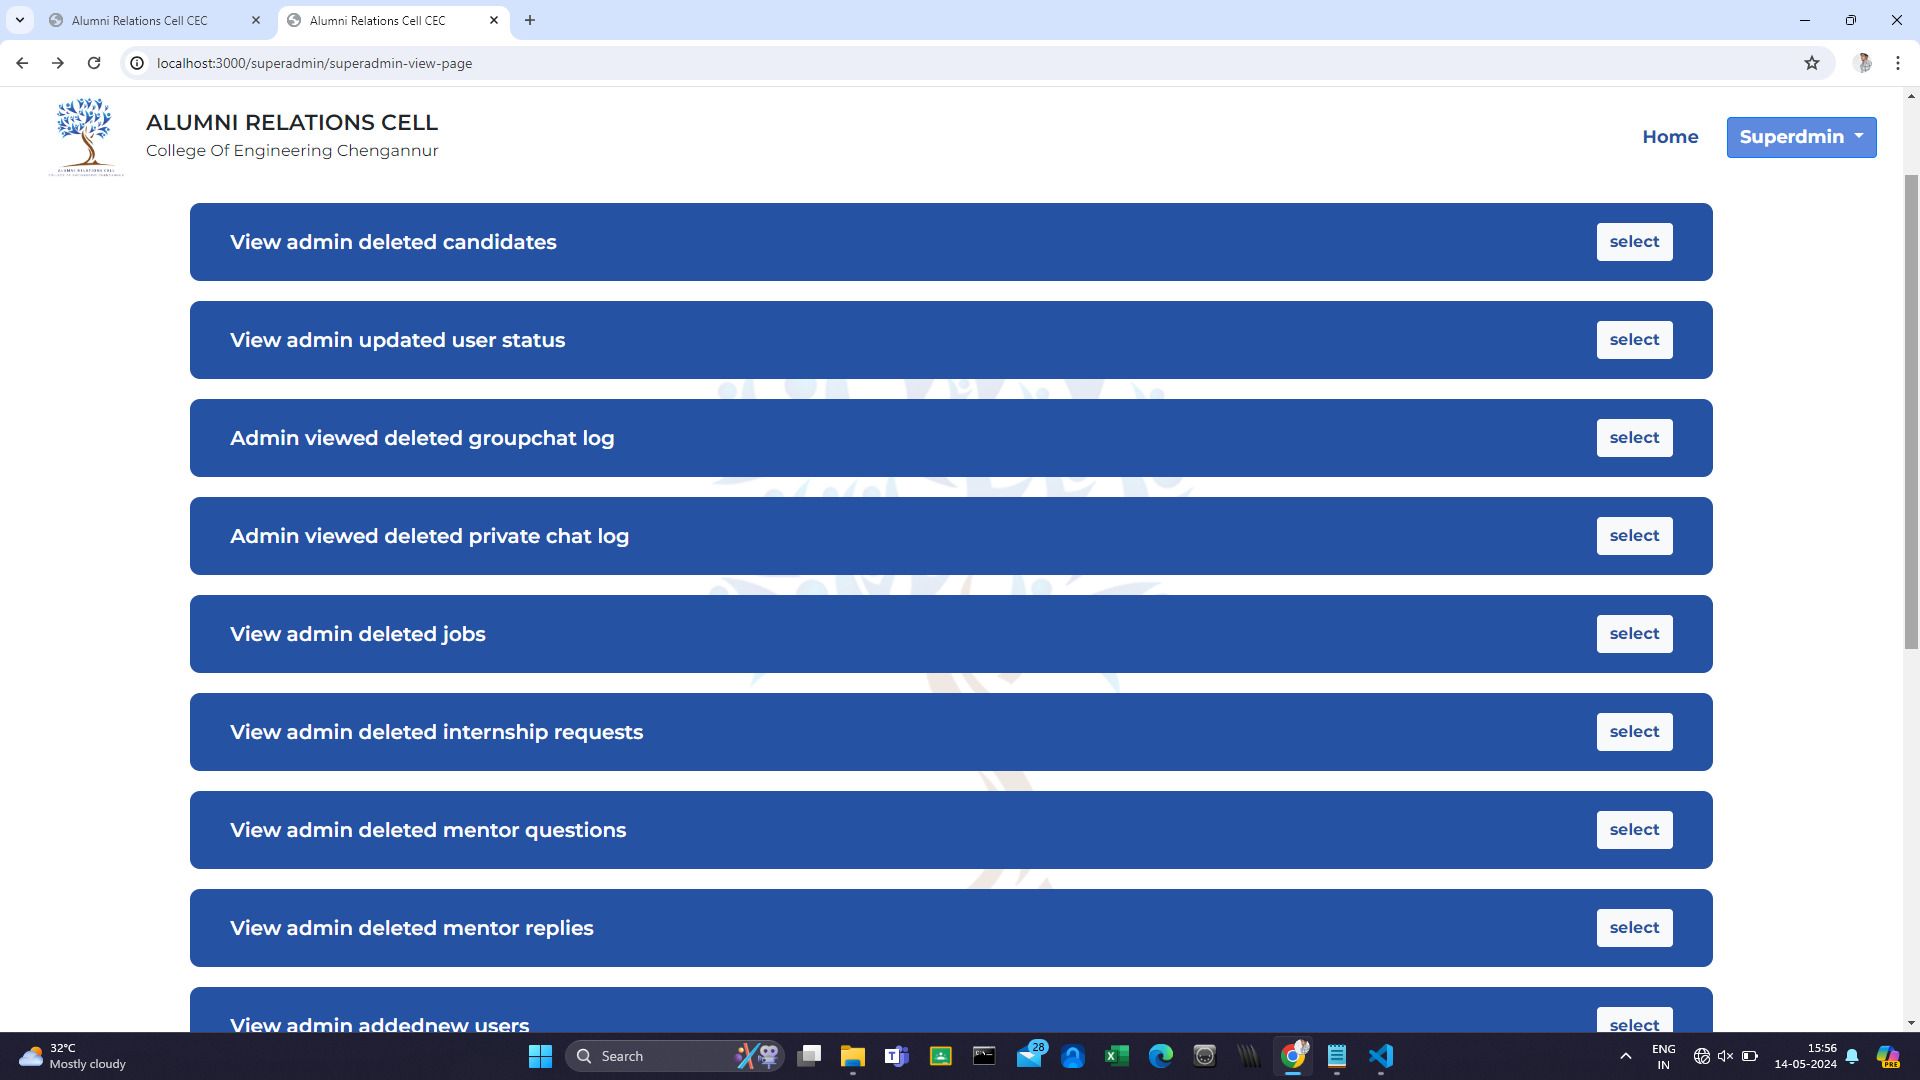 Alumni Relations Cell CEC
Alumni Relations Cell CEC
localhost:3000/superadmin/superadmin-view-page
ALUMNI RELATIONS CELL
College Of Engineering Chengannur
Home
Superdmin
View admin deleted candidates
select
View admin updated user status
select
Admin viewed deleted groupchat log
select
Admin viewed deleted private chat log
select
View admin deleted jobs
select
View admin deleted internship requests
select
View admin deleted mentor questions
select
View admin deleted mentor replies
select
View admin addednew users
select
32°C
Mostly cloudy
Search
28
ENG
IN
15:56
14-05-2024
PRE